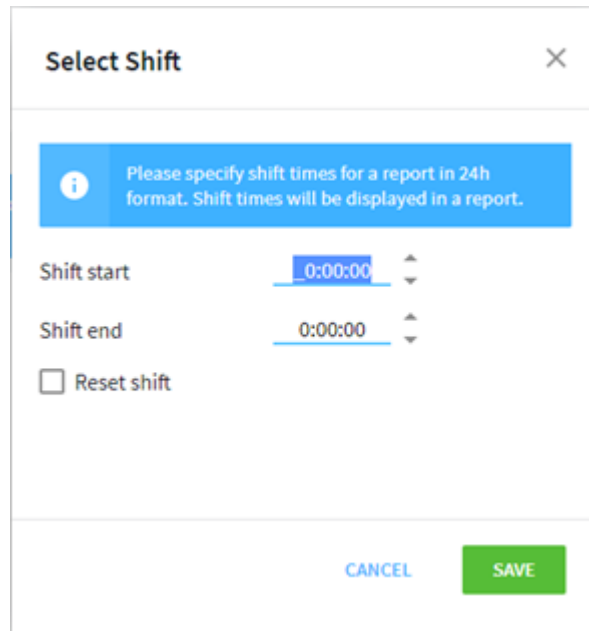 Select Shift
Please specify shift times for a report in 24h
format. Shift times will be displayed in a report.
Shift start _0:00:00
Shift end 0:00:00
Reset shift
CANCEL SAVE